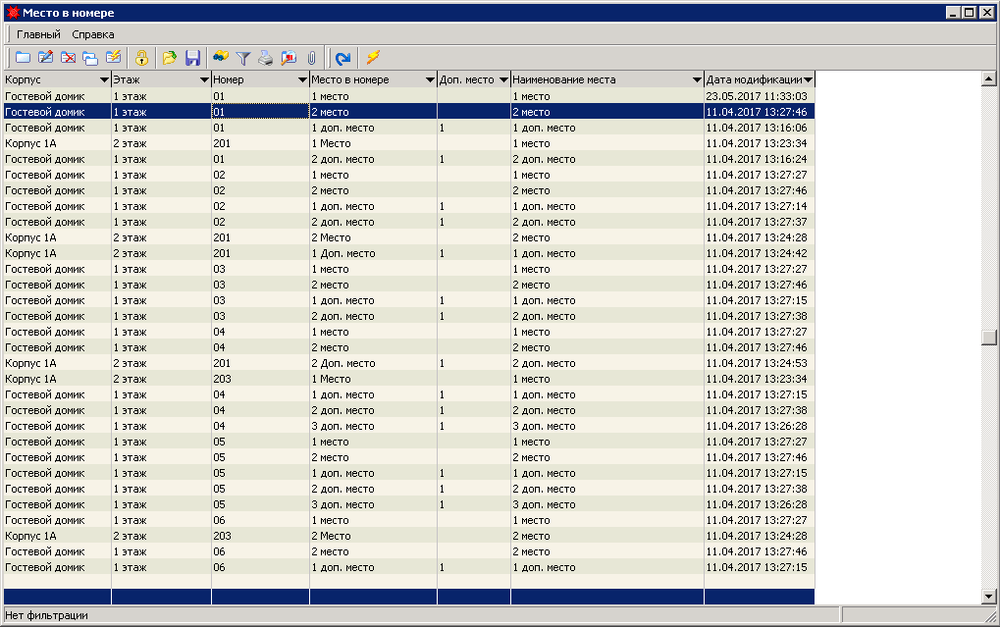 Место в номере
Главный Справка
Корпус Этаж Номер Место в номере Доп. место Наименование места Дата модификации
Гостевой домик 1 этаж 01 1 место 1 место 23.05.2017 11:33:03
Гостевой домик 1 этаж 01 2 место 2 место 11.04.2017 13:27:46
Гостевой домик 1 этаж 01 1 доп. место 1 1 доп. место 11.04.2017 13:16:06
Корпус 1А 2 этаж 201 1 Место 1 место 11.04.2017 13:23:34
Гостевой домик 1 этаж 01 2 доп. место 1 2 доп. место 11.04.2017 13:16:24
Гостевой домик 1 этаж 02 1 место 1 место 11.04.2017 13:27:27
Гостевой домик 1 этаж 02 2 место 2 место 11.04.2017 13:27:46
Гостевой домик 1 этаж 02 1 доп. место 1 1 доп. место 11.04.2017 13:27:14
Гостевой домик 1 этаж 02 2 доп. место 1 2 доп. место 11.04.2017 13:27:37
Корпус 1А 2 этаж 201 2 Место 2 место 11.04.2017 13:24:28
Корпус 1А 2 этаж 201 1 Доп. место 1 1 доп. место 11.04.2017 13:24:42
Гостевой домик 1 этаж 03 1 место 1 место 11.04.2017 13:27:27
Гостевой домик 1 этаж 03 2 место 2 место 11.04.2017 13:27:46
Гостевой домик 1 этаж 03 1 доп. место 1 1 доп. место 11.04.2017 13:27:15
Гостевой домик 1 этаж 03 2 доп. место 1 2 доп. место 11.04.2017 13:27:38
Гостевой домик 1 этаж 04 1 место 1 место 11.04.2017 13:27:27
Гостевой домик 1 этаж 04 2 место 2 место 11.04.2017 13:27:46
Корпус 1А 2 этаж 201 2 Доп. место 1 2 доп. место 11.04.2017 13:24:53
Корпус 1А 2 этаж 203 1 Место 1 место 11.04.2017 13:23:34
Гостевой домик 1 этаж 04 1 доп. место 1 1 доп. место 11.04.2017 13:27:15
Гостевой домик 1 этаж 04 2 доп. место 1 2 доп. место 11.04.2017 13:27:38
Гостевой домик 1 этаж 04 3 доп. место 1 3 доп. место 11.04.2017 13:26:28
Гостевой домик 1 этаж 05 1 место 1 место 11.04.2017 13:27:27
Гостевой домик 1 этаж 05 2 место 2 место 11.04.2017 13:27:46
Гостевой домик 1 этаж 05 1 доп. место 1 1 доп. место 11.04.2017 13:27:15
Гостевой домик 1 этаж 05 2 доп. место 1 2 доп. место 11.04.2017 13:27:38
Гостевой домик 1 этаж 05 3 доп. место 1 3 доп. место 11.04.2017 13:26:28
Гостевой домик 1 этаж 06 1 место 1 место 11.04.2017 13:27:27
Корпус 1А 2 этаж 203 2 Место 2 место 11.04.2017 13:24:28
Гостевой домик 1 этаж 06 2 место 2 место 11.04.2017 13:27:46
Гостевой домик 1 этаж 06 1 доп. место 1 1 доп. место 11.04.2017 13:27:15
Нет фильтрации